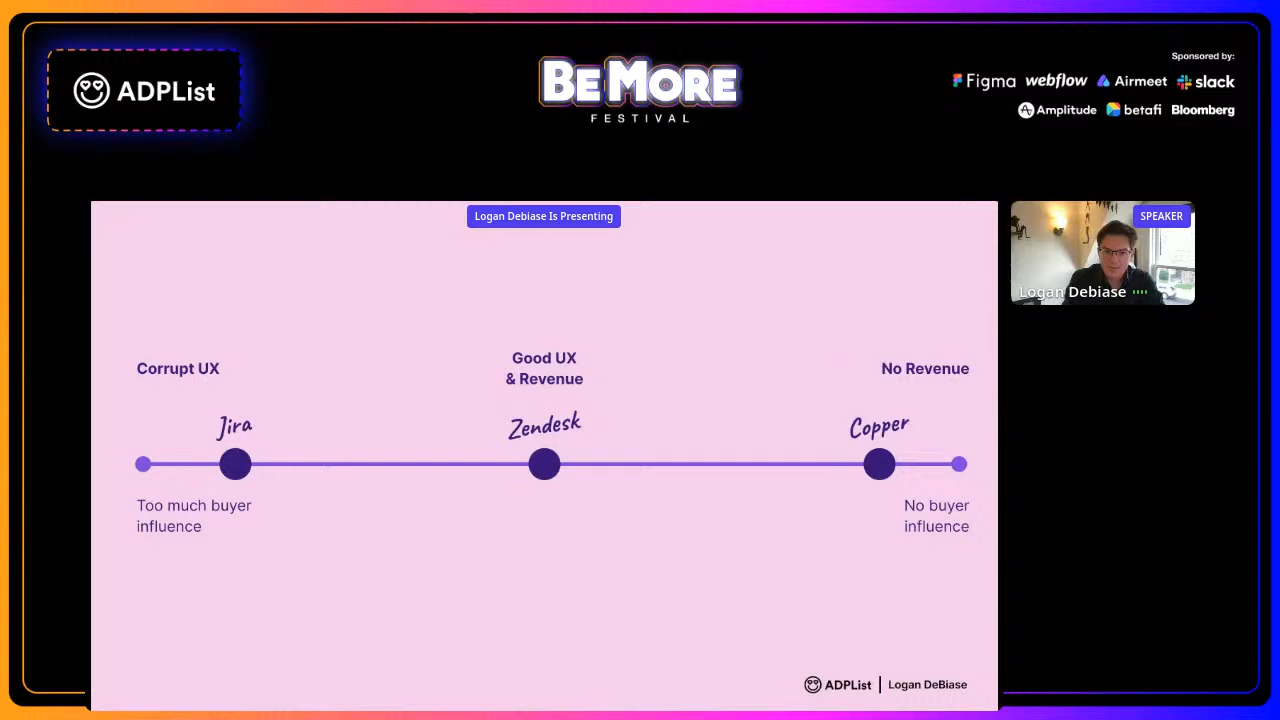 ADPList
BE MORE
FESTIVAL
Sponsored by:
Figma webflow Airmeet slack
Amplitude betafi Bloomberg
Logan Debiase Is Presenting
SPEAKER
Logan Debiase
Corrupt UX
Good UX
& Revenue
No Revenue
Jira
Zendesk
Copper
Too much buyer
influence
No buyer
influence
ADPList | Logan DeBiase